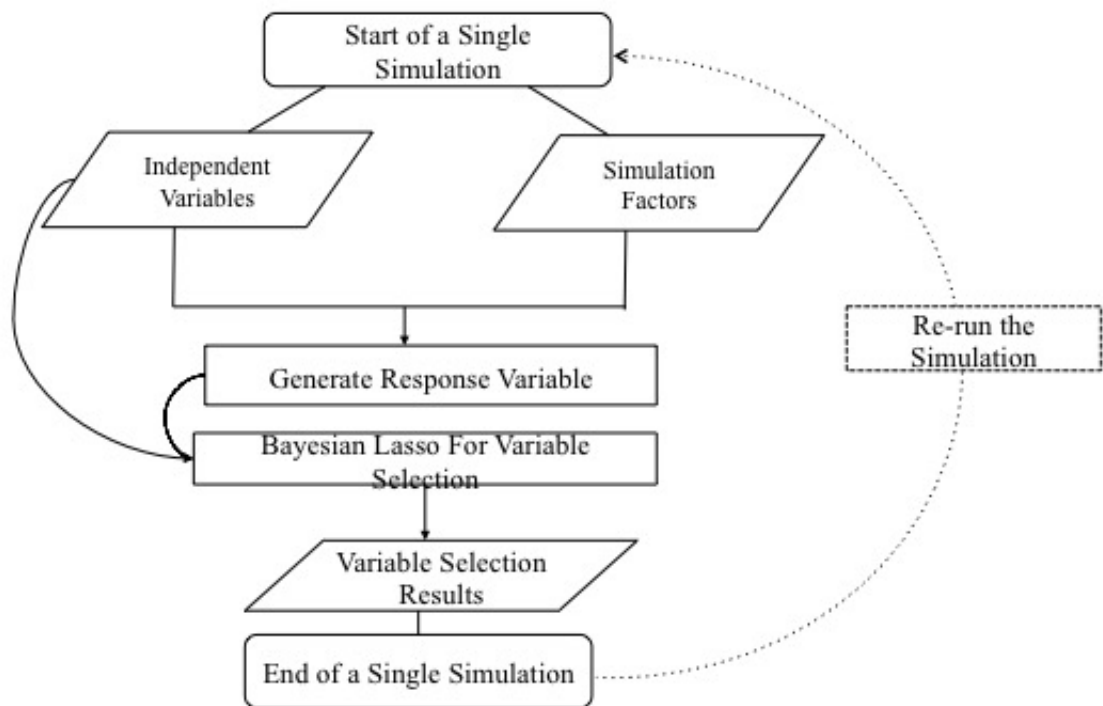 Start of a Single
Simulation
Independent
Variables
Simulation
Factors
Re-run the
Simulation
Generate Response Variable
Bayesian Lasso For Variable
Selection
Variable Selection
Results
End of a Single Simulation